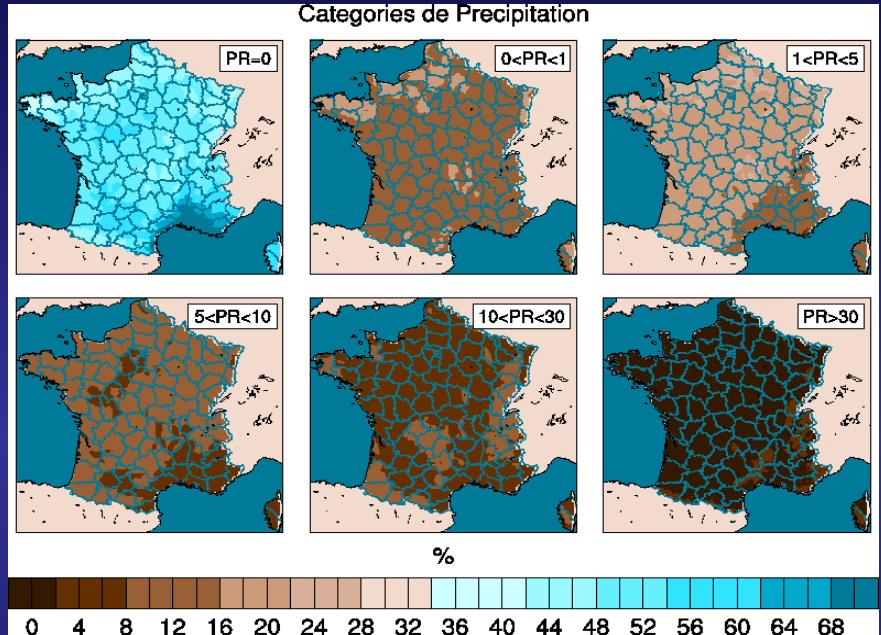 Categories de Precipitation
PR=0
0<PR<1
1<PR<5
5<PR<10
10<PR<30
PR>30
%
0 4 8 12 16 20 24 28 32 36 40 44 48 52 56 60 64 68